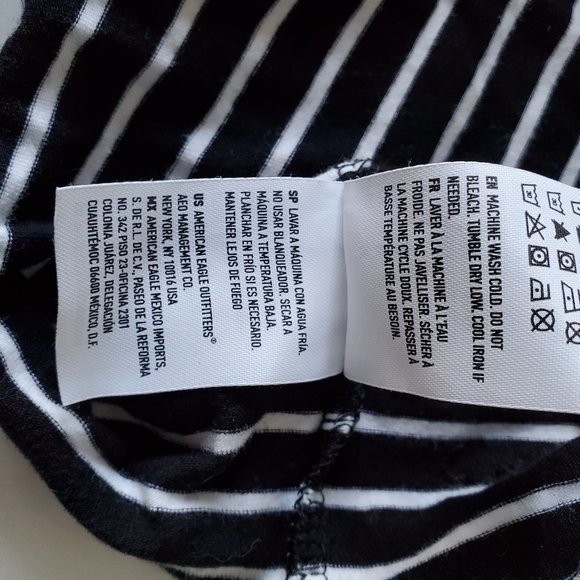 EN MACHINE WASH COLD. DO NOT
BLEACH. TUMBLE DRY LOW. COOL IRON IF
NEEDED.
FR LAVER À LA MACHINE À L'EAU
FROIDE. NE PAS JAVELLISER. SÉCHER À
LA MACHINE CYCLE DOUX. REPASSER À
BASSE TEMPÉRATURE AU BESOIN.
SP LAVAR A MÁQUINA CON AGUA FRÍA.
NO USAR BLANQUEADOR. SECAR A
MÁQUINA A TEMPERATURA BAJA.
PLANCHAR EN FRÍO SI ES NECESARIO.
MANTENER LEJOS DE FUEGO
US AMERICAN EAGLE OUTFITTERS®
AEO MANAGEMENT CO.
NEW YORK, NY 10016 USA
MX AMERICAN EAGLE MEXICO IMPORTS,
S. DE R.L. DE C.V., PASEO DE LA REFORMA
NO. 342 PISO 23-OFICINA 2301
COLONIA, JUÁREZ, DELEGACIÓN
CUAUHTÉMOC 06600 MÉXICO, D.F.